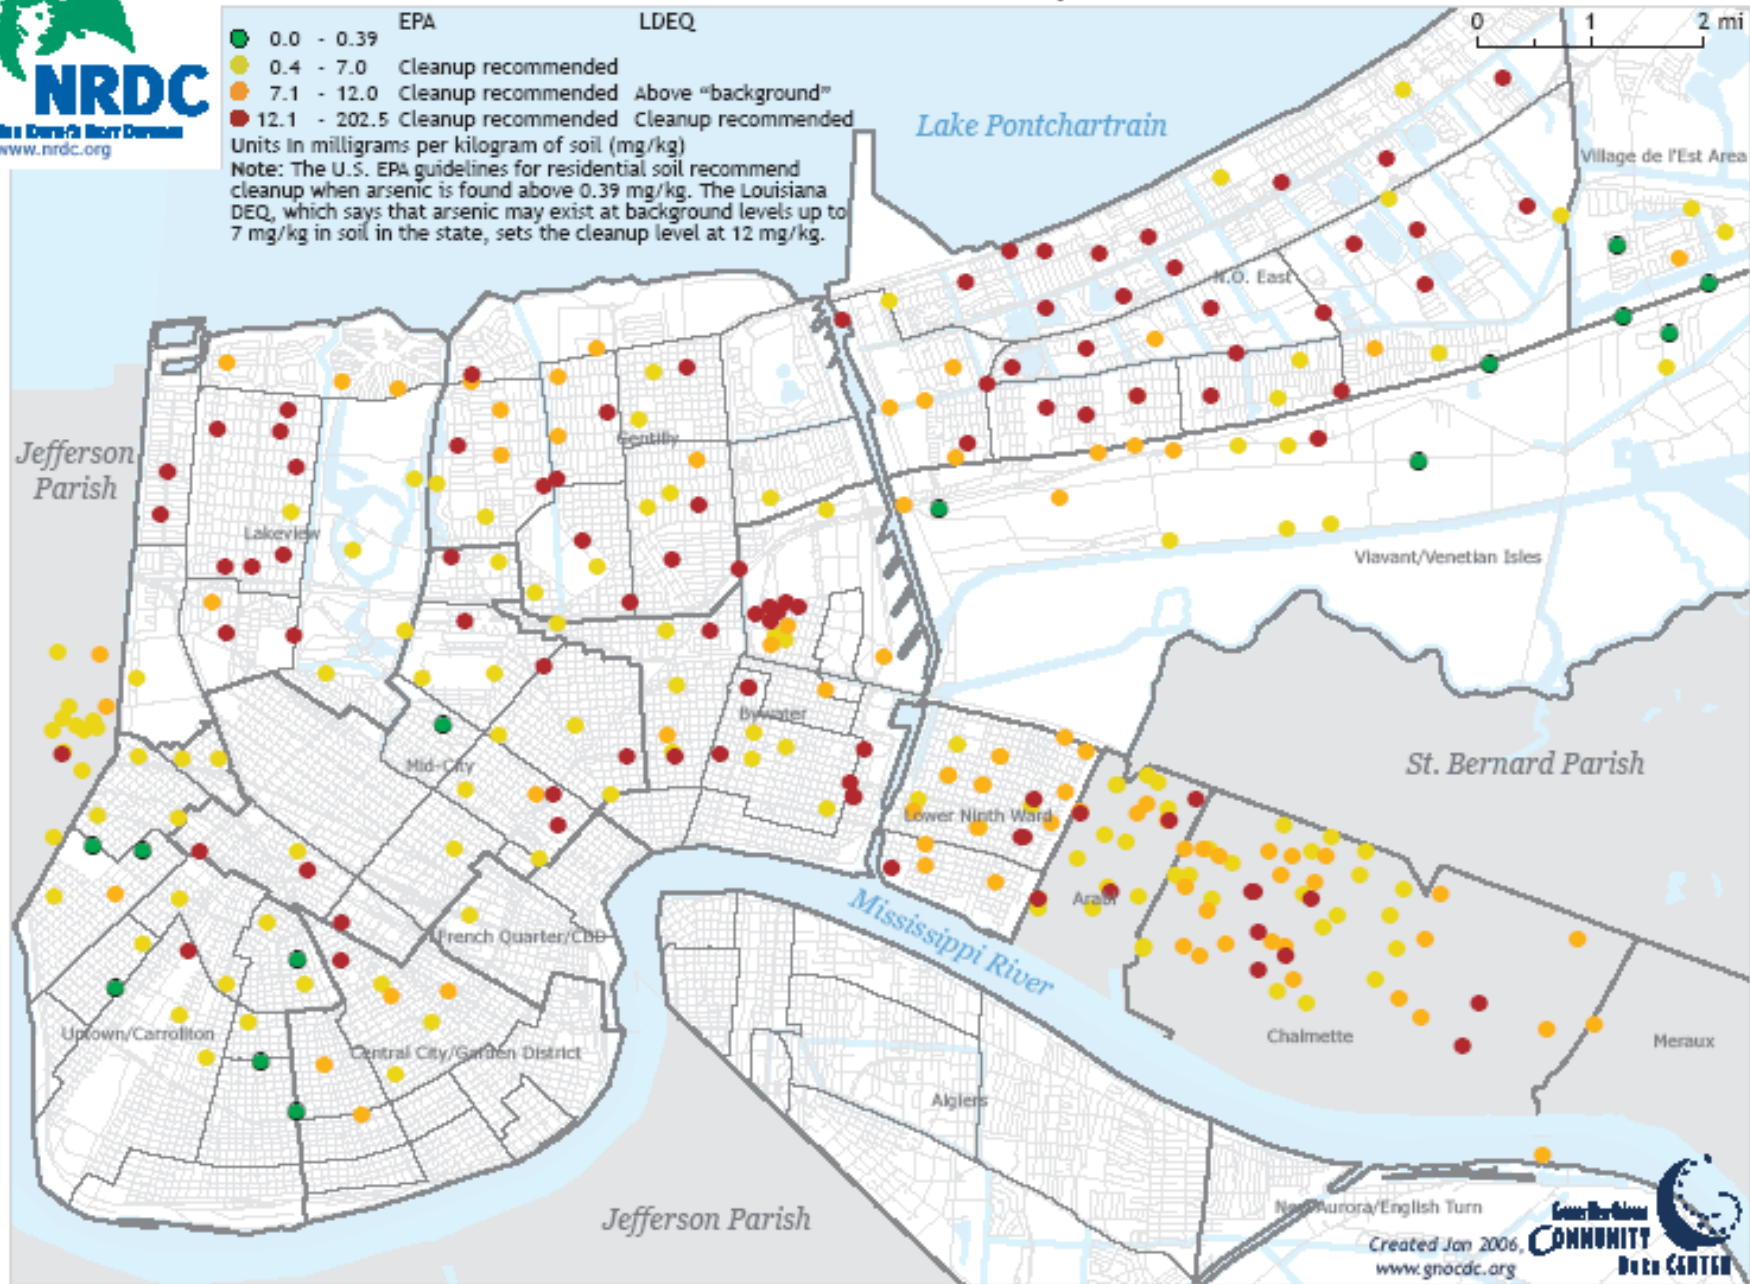 EPA LDEQ
0.0 - 0.39
0.4 - 7.0 Cleanup recommended
7.1 - 12.0 Cleanup recommended Above "background"
12.1 - 202.5 Cleanup recommended Cleanup recommended
Units in milligrams per kilogram of soil (mg/kg)
Note: The U.S. EPA guidelines for residential soil recommend
cleanup when arsenic is found above 0.39 mg/kg. The Louisiana
DEQ, which says that arsenic may exist at background levels up to
7 mg/kg in soil in the state, sets the cleanup level at 12 mg/kg.
NRDC
www.nrdc.org
0 1 2 mi
Lake Pontchartrain
Village de l'Est Area
N.O. East
Jefferson
Parish
Gentilly
Lakeview
Viavant/Venetian Isles
Bywater
Mid-City
St. Bernard Parish
Lower Ninth Ward
Arabi
Mississippi River
French Quarter/CBD
Uptown/Carrollton
Central City/Garden District
Chalmette
Meraux
Algiers
Jefferson Parish
New Aurora/English Turn
Created Jan 2006,
www.gnocdc.org
COMMUNITY
Data CENTER